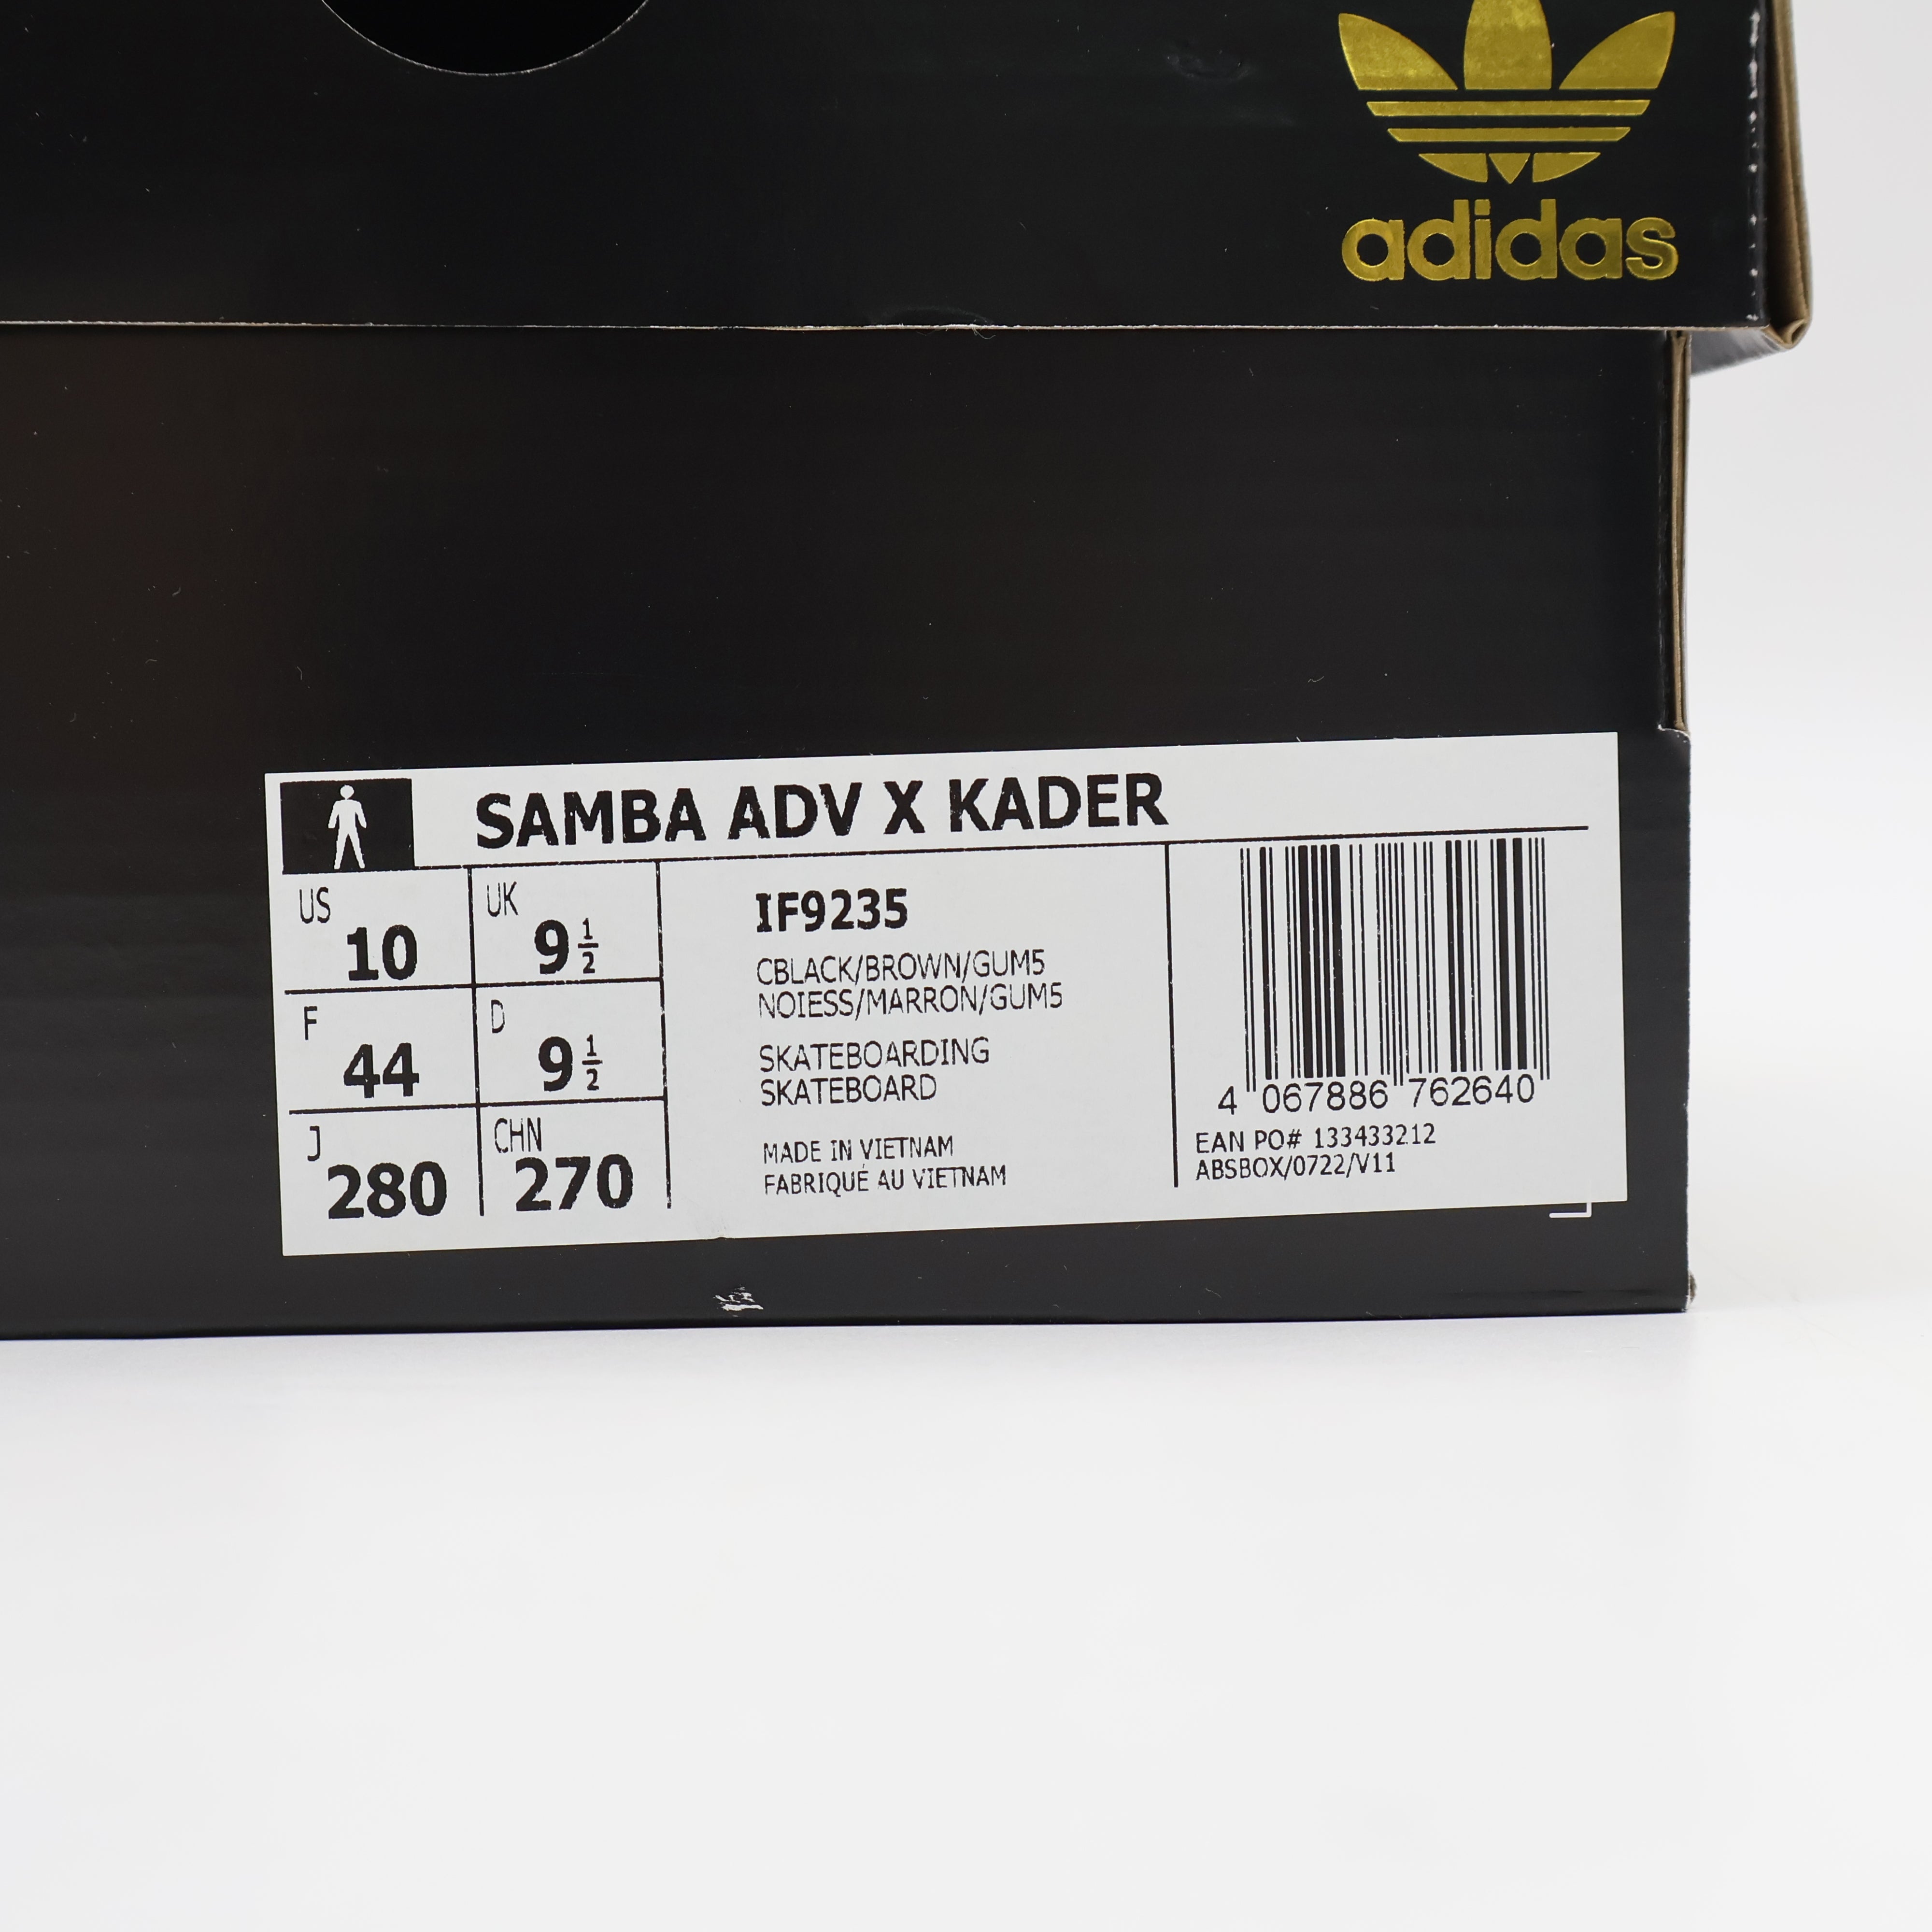 adidas
SAMBA ADV X KADER
US 10
UK 9 1/2
F 44
D 9 1/2
J 280
CHN 270
IF9235
CBLACK/BROWN/GUM5
NOIESS/MARRON/GUM5
SKATEBOARDING
SKATEBOARD
MADE IN VIETNAM
FABRIQUÉ AU VIETNAM
4 067886 762640
EAN PO# 133433212
ABSBOX/0722/V11